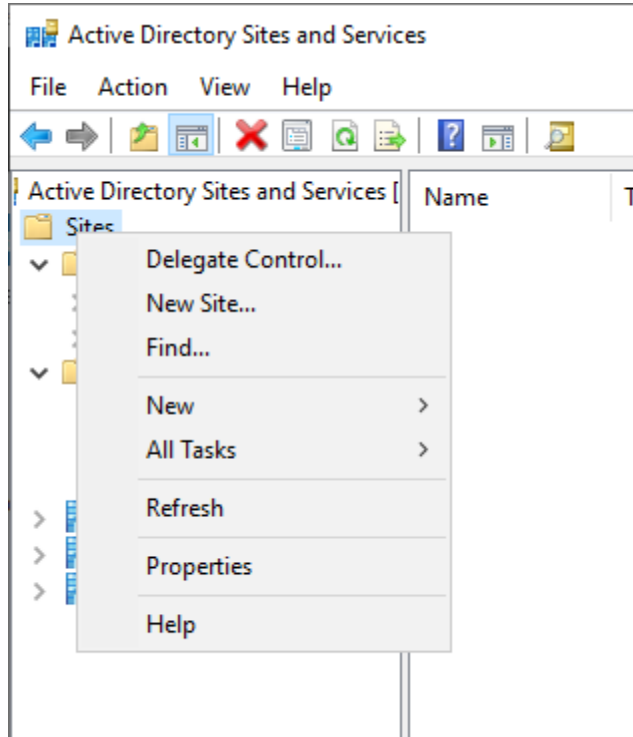 Active Directory Sites and Services
File Action View Help
Active Directory Sites and Services [
Name
Sites
Delegate Control...
New Site...
Find...
New
All Tasks
Refresh
Properties
Help